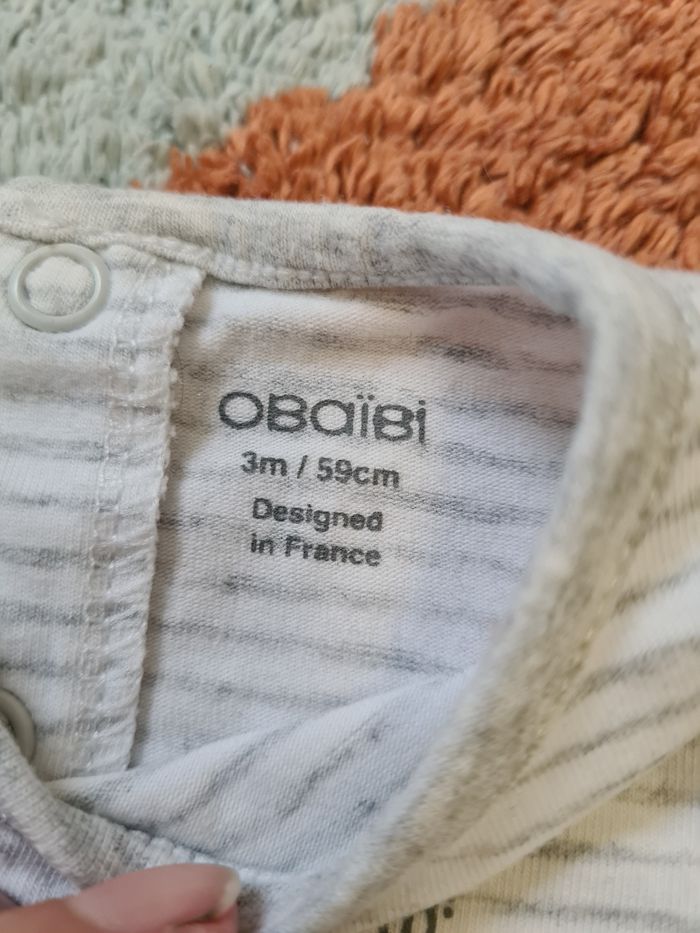 OBaïBi
3m / 59cm
Designed
in France